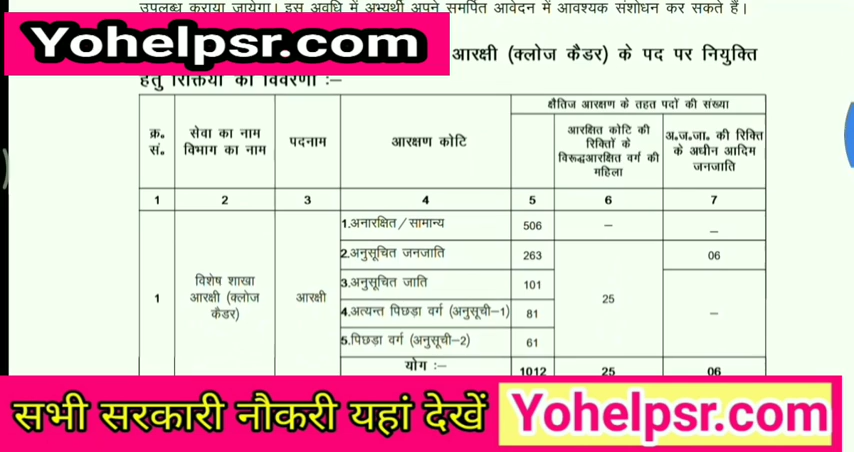 उपलब्ध कराया जायेगा। इस अवधि में अभ्यर्थी अपने समर्पित आवेदन में आवश्यक संशोधन कर सकते हैं।
Yohelpsr.com
आरक्षी (क्लोज कैडर) के पद पर नियुक्ति
हेतु रिक्तियों की विवरणी :–
क्षैतिज आरक्षण के तहत पदों की संख्या
क्र. सं.
सेवा का नाम
विभाग का नाम
पदनाम
आरक्षण कोटि
आरक्षित कोटि की
रिक्तिों के
विरूद्धआरक्षित वर्ग की
महिला
अ.ज.जा. की रिक्ति
के अधीन आदिम
जनजाति
1 2 3 4 5 6 7
1.अनारक्षित/सामान्य 506 – –
2.अनुसूचित जनजाति 263 06
3.अनुसूचित जाति 101
1
विशेष शाखा
आरक्षी (क्लोज
कैडर)
आरक्षी
25
4.अत्यन्त पिछड़ा वर्ग (अनुसूची–1) 81 –
5.पिछड़ा वर्ग (अनुसूची–2) 61
योग :– 1012 25 06
सभी सरकारी नौकरी यहां देखें Yohelpsr.com